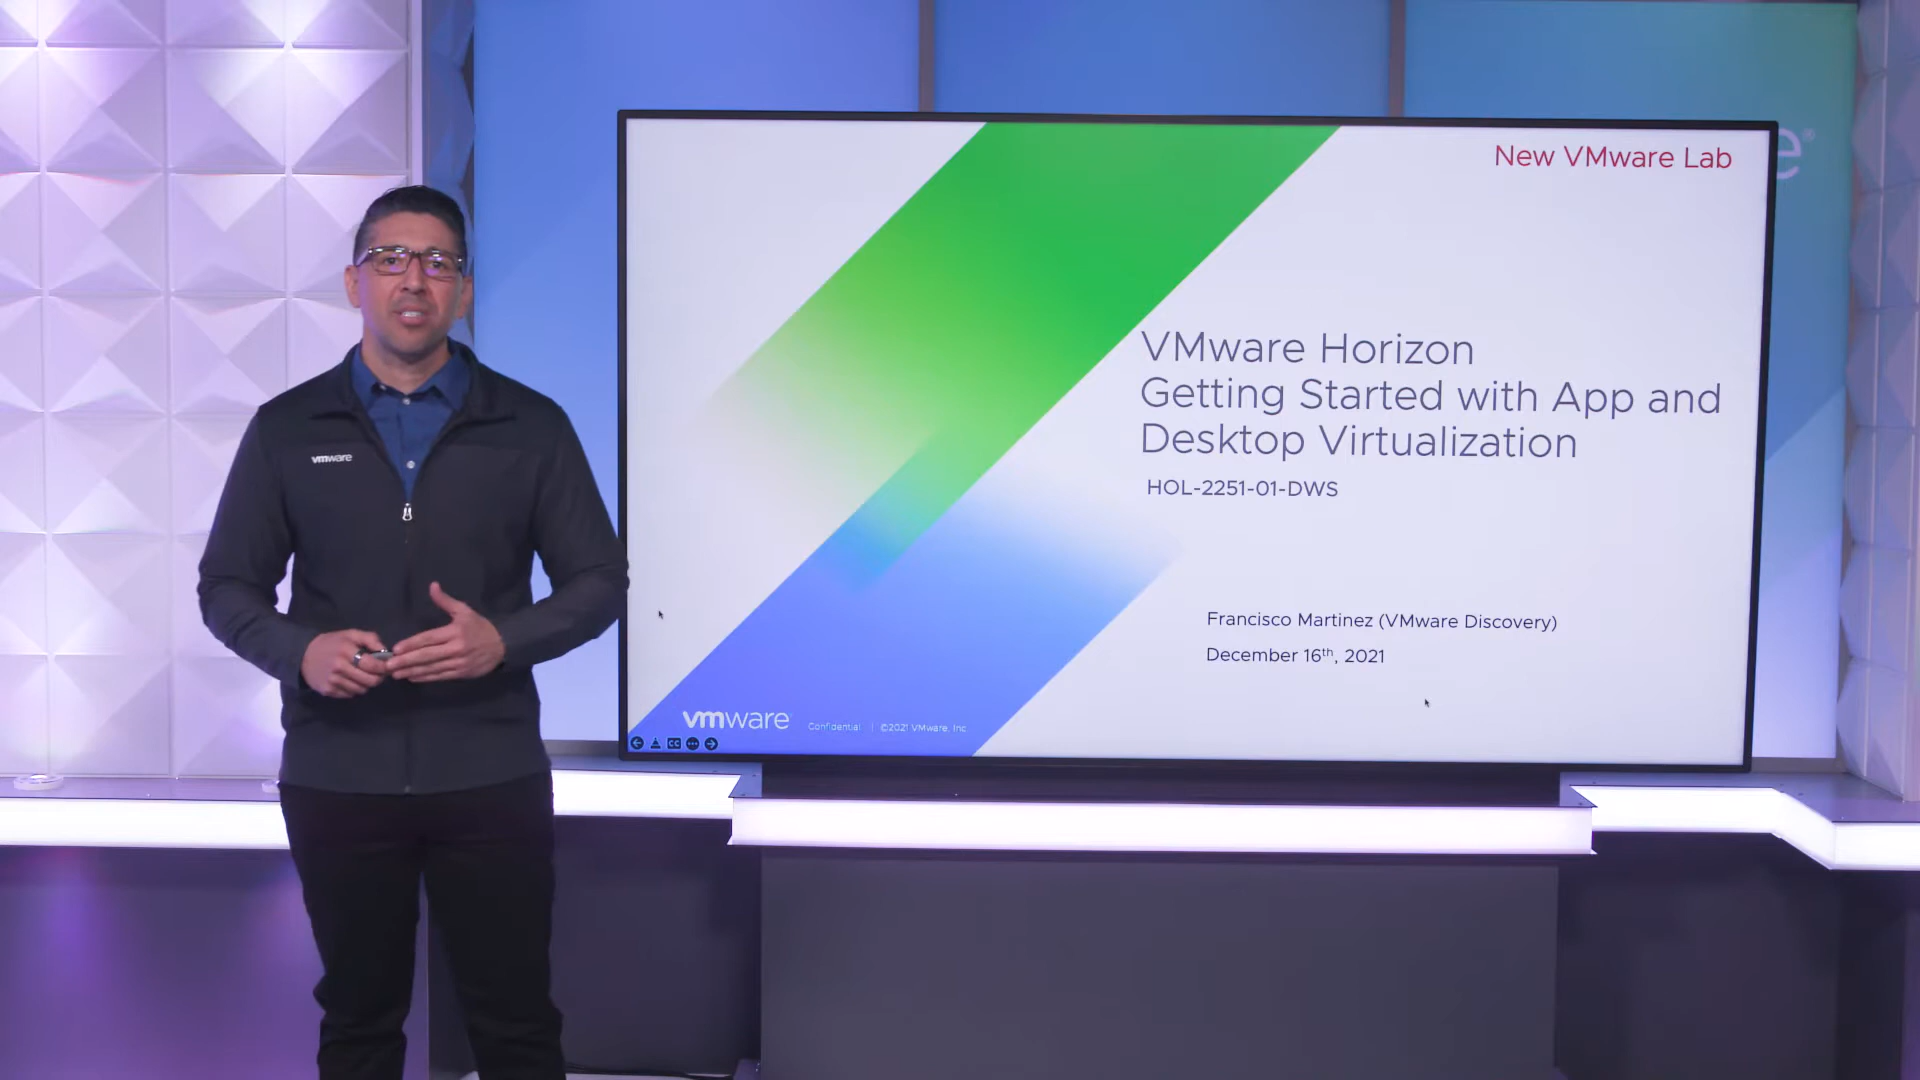 New VMware Lab
VMware Horizon
Getting Started with App and
Desktop Virtualization
HOL-2251-01-DWS
Francisco Martinez (VMware Discovery)
December 16th, 2021
vmware
Confidential | ©2021 VMware, Inc.
CC
vmware
e®